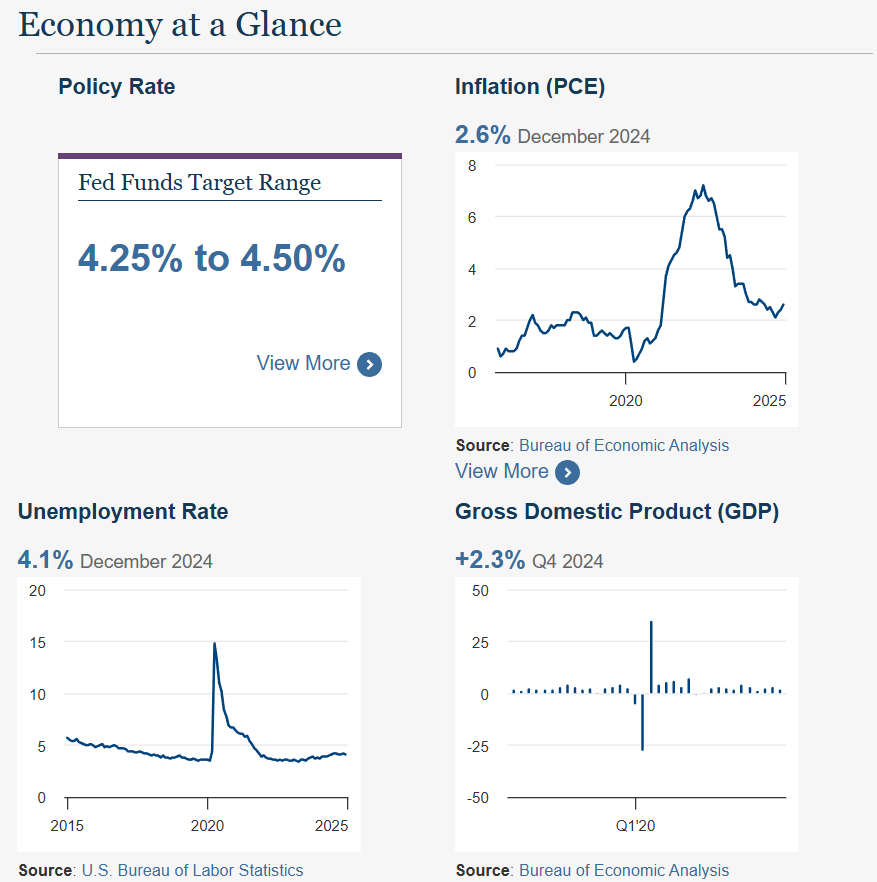 Economy at a Glance
Policy Rate
Fed Funds Target Range
4.25% to 4.50%
View More
Inflation (PCE)
2.6% December 2024
8
6
4
2
0
2020
2025
Source: Bureau of Economic Analysis
View More
Unemployment Rate
4.1% December 2024
20
15
10
5
0
2015
2020
2025
Source: U.S. Bureau of Labor Statistics
Gross Domestic Product (GDP)
+2.3% Q4 2024
50
25
0
-25
-50
Q1'20
Source: Bureau of Economic Analysis